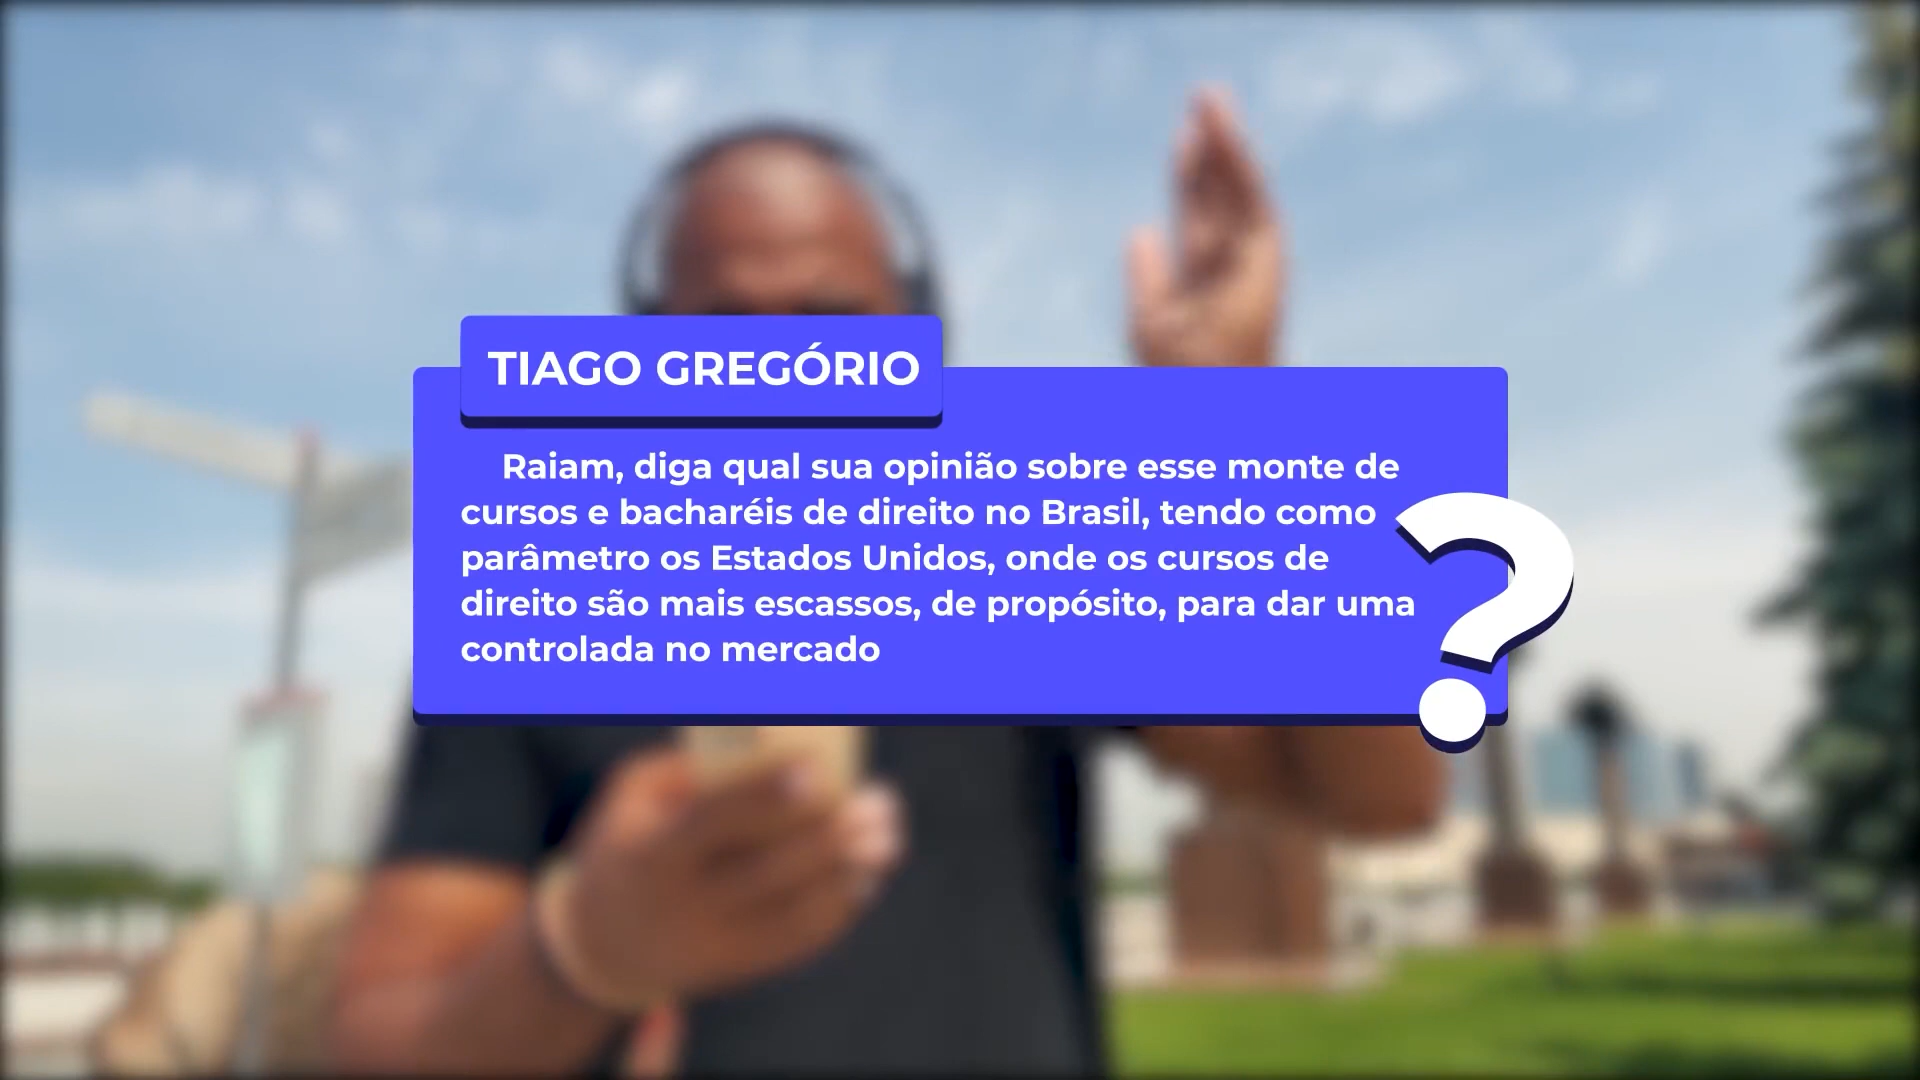 TIAGO GREGÓRIO
Raiam, diga qual sua opinião sobre esse monte de
cursos e bacharéis de direito no Brasil, tendo como
parâmetro os Estados Unidos, onde os cursos de
direito são mais escassos, de propósito, para dar uma
controlada no mercado
?